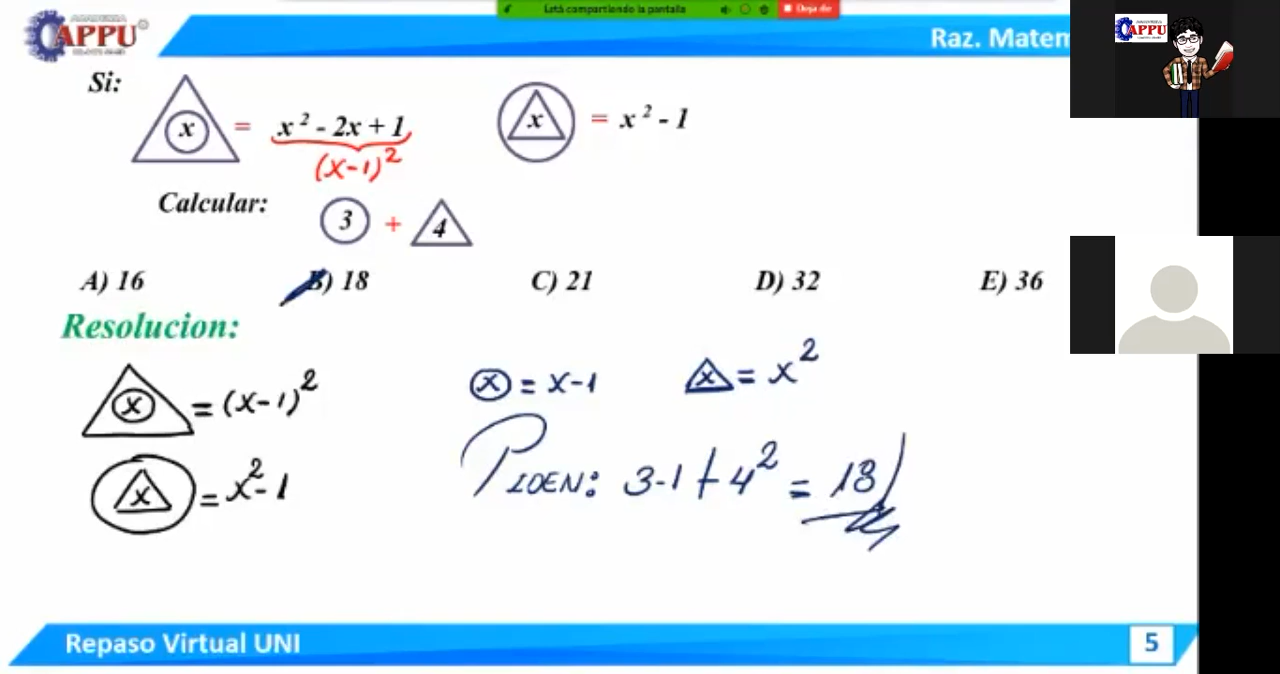 Está compartiendo la pantalla
Deja de
ACADEMIA
APPU
Raz. Matem
APPU
Si:
x = x² - 2x + 1
x = x² - 1
(x-1)²
Calcular: 3 + 4
A) 16 B) 18 C) 21 D) 32 E) 36
Resolucion:
x = (x-1)²
x = x-1
x = x²
x = x²-1
PIDEN: 3-1 + 4² = 18
Repaso Virtual UNI
5